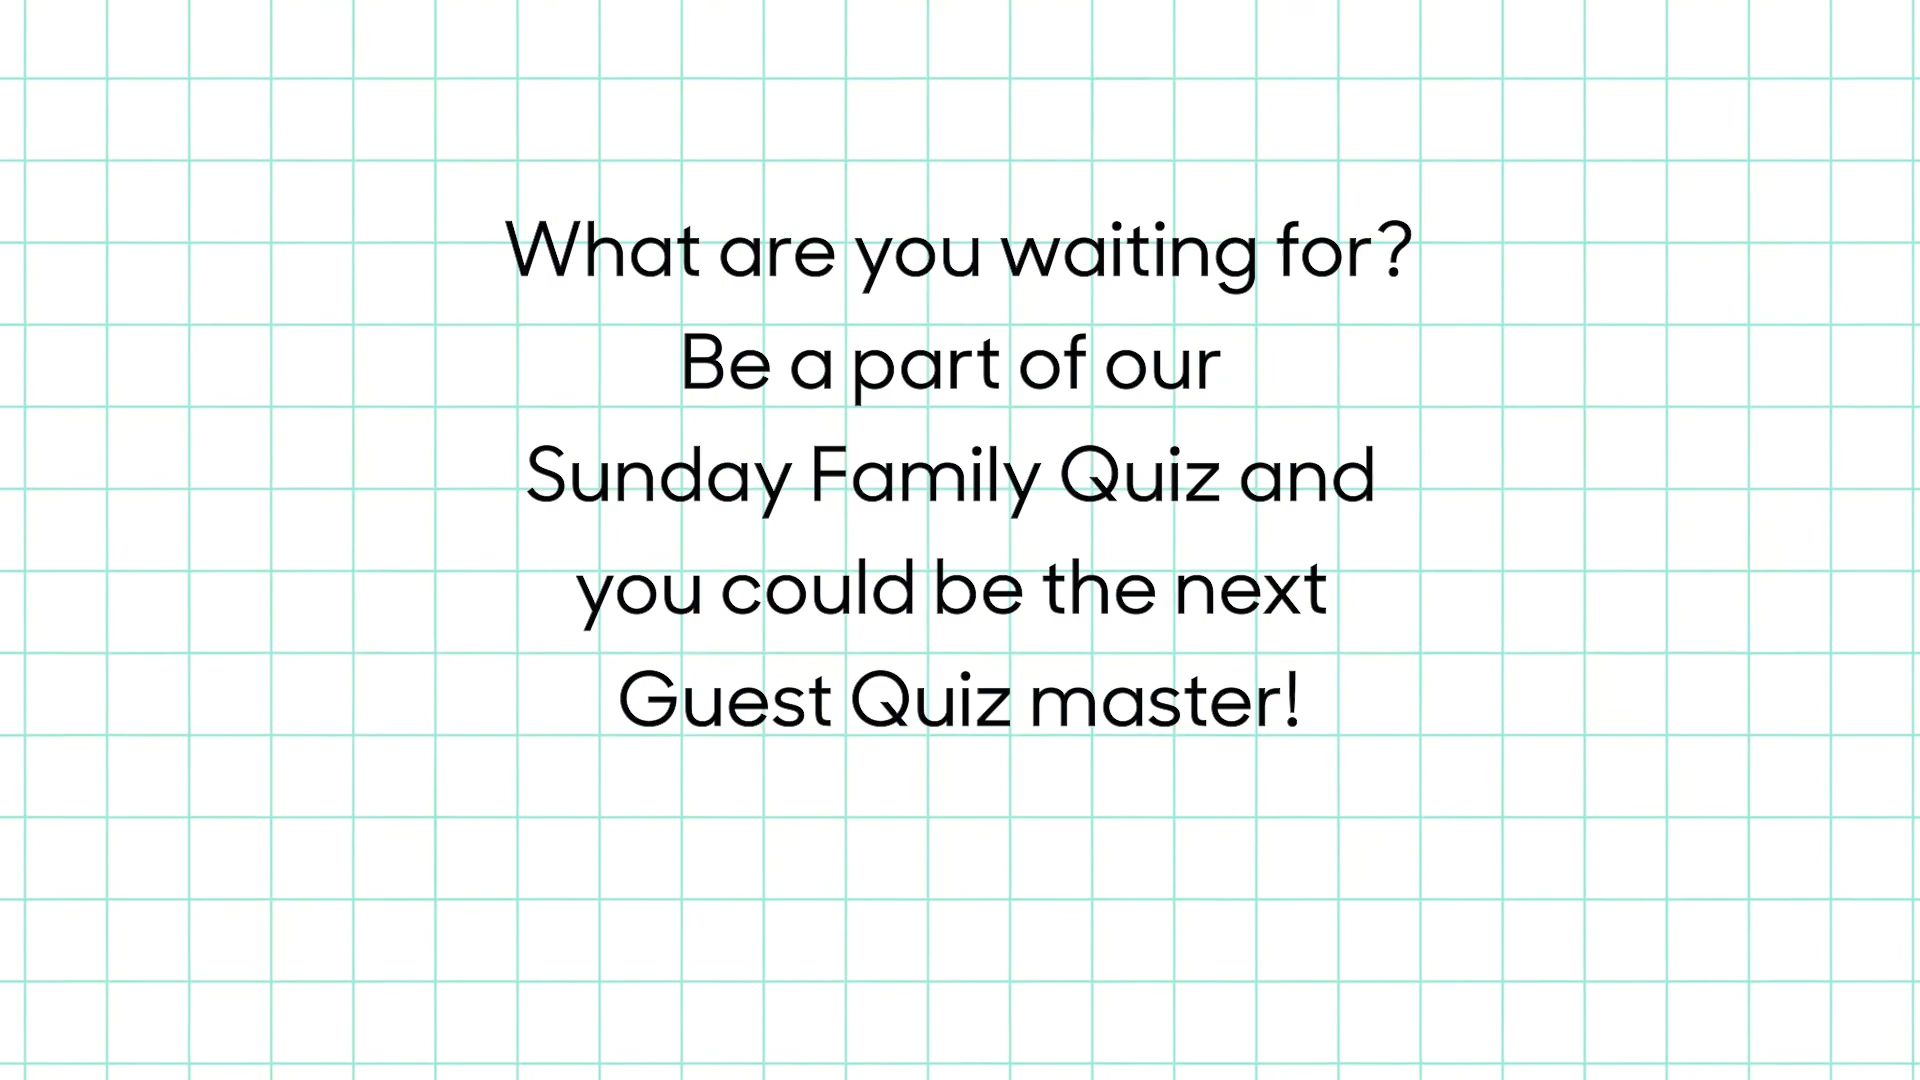 What are you waiting for?
Be a part of our
Sunday Family Quiz and
you could be the next
Guest Quiz master!